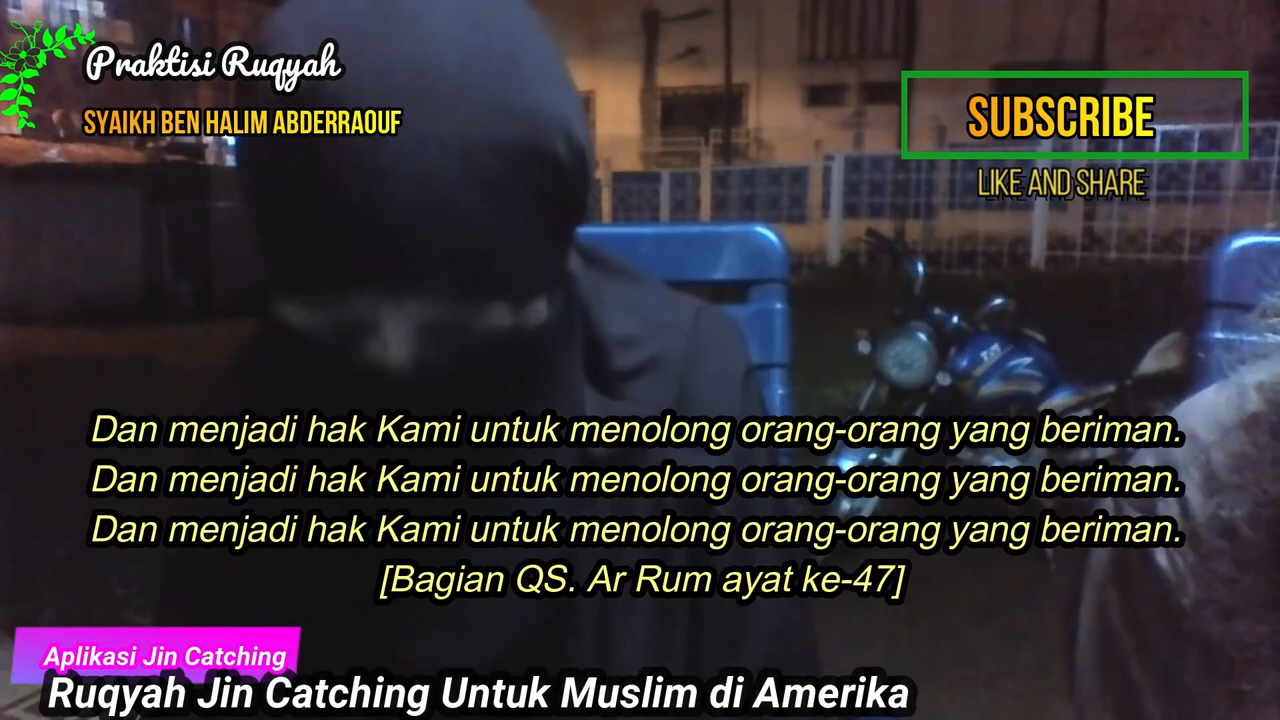 Praktisi Ruqyah
SYAIKH BEN HALIM ABDERRAOUF
SUBSCRIBE
LIKE AND SHARE
Dan menjadi hak Kami untuk menolong orang-orang yang beriman.
Dan menjadi hak Kami untuk menolong orang-orang yang beriman.
Dan menjadi hak Kami untuk menolong orang-orang yang beriman.
[Bagian QS. Ar Rum ayat ke-47]
Aplikasi Jin Catching
Ruqyah Jin Catching Untuk Muslim di Amerika